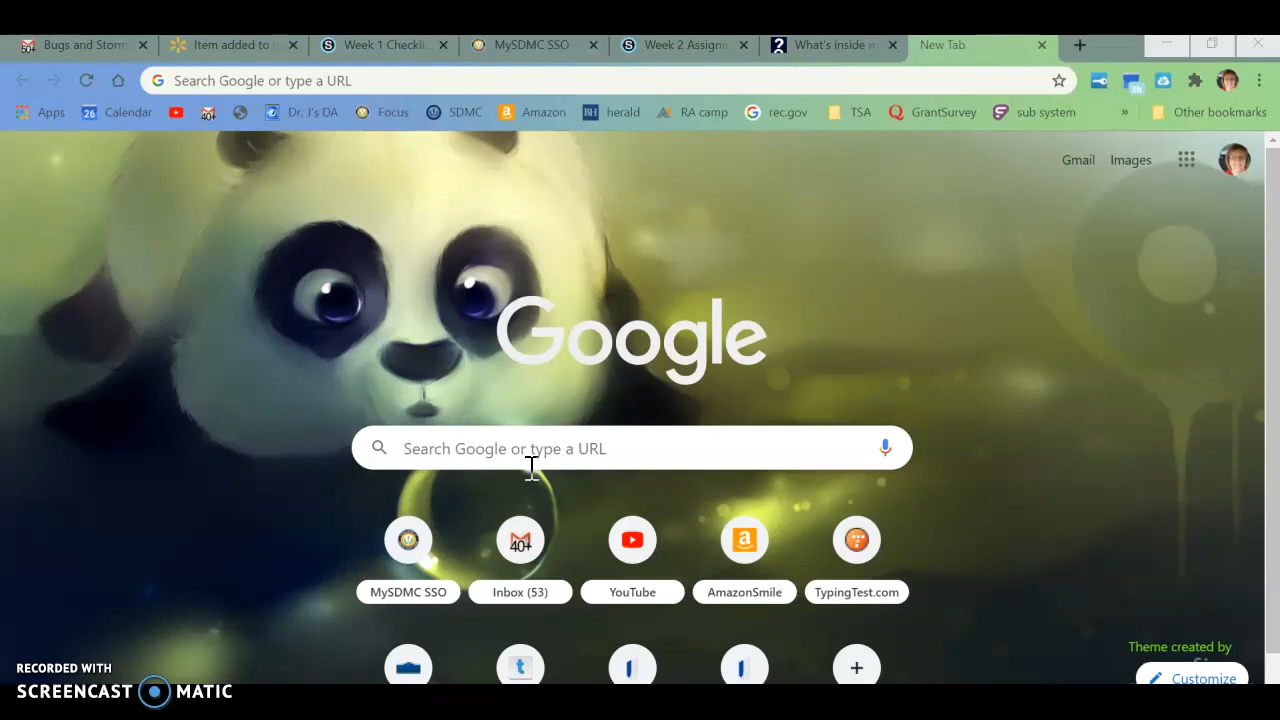 Bugs and Storm
Item added to
Week 1 Checkli
MySDMC SSO
Week 2 Assign
What's inside m
New Tab
Search Google or type a URL
Apps
26 Calendar
Dr, J's DA
Focus
SDMC
Amazon
BH herald
RA camp
rec.gov
TSA
GrantSurvey
sub system
»
Other bookmarks
Gmail Images
Google
Search Google or type a URL
40+
MySDMC SSO
Inbox (53)
YouTube
AmazonSmile
TypingTest.com
Theme created by
Customize
RECORDED WITH
SCREENCAST MATIC